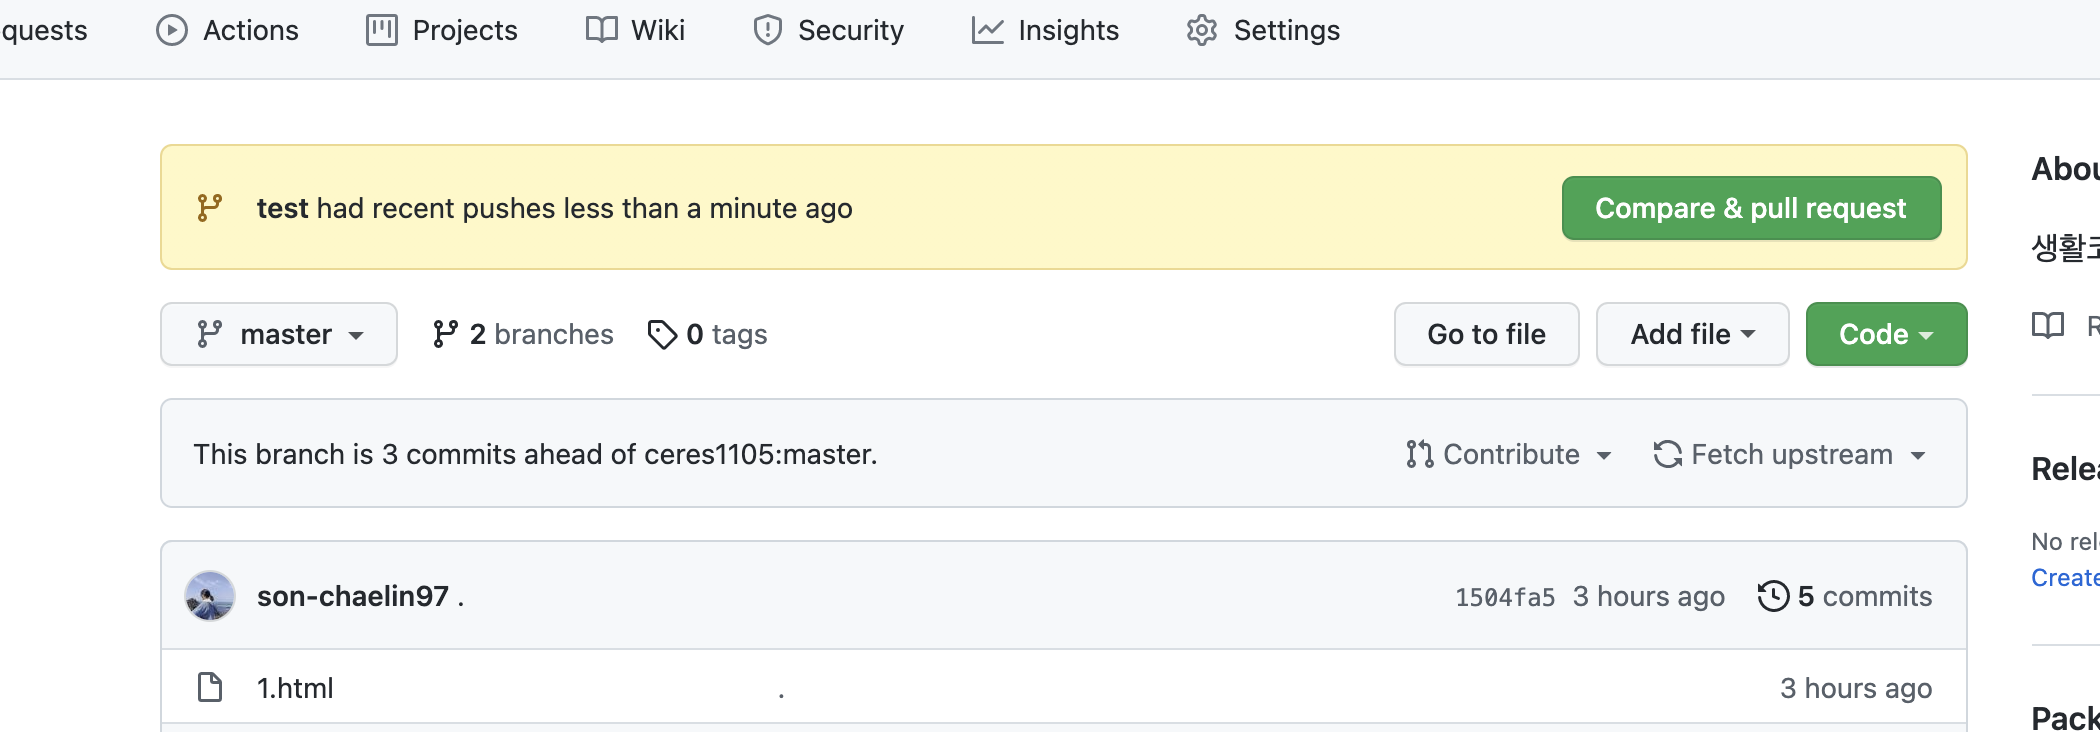 quests Actions Projects Wiki Security Insights Settings
test had recent pushes less than a minute ago Compare & pull request
master 2 branches 0 tags Go to file Add file Code
This branch is 3 commits ahead of ceres1105:master. Contribute Fetch upstream
son-chaelin97 . 1504fa5 3 hours ago 5 commits
1.html . 3 hours ago
Abou
생활코
R
Relea
No rel
Create
Pack